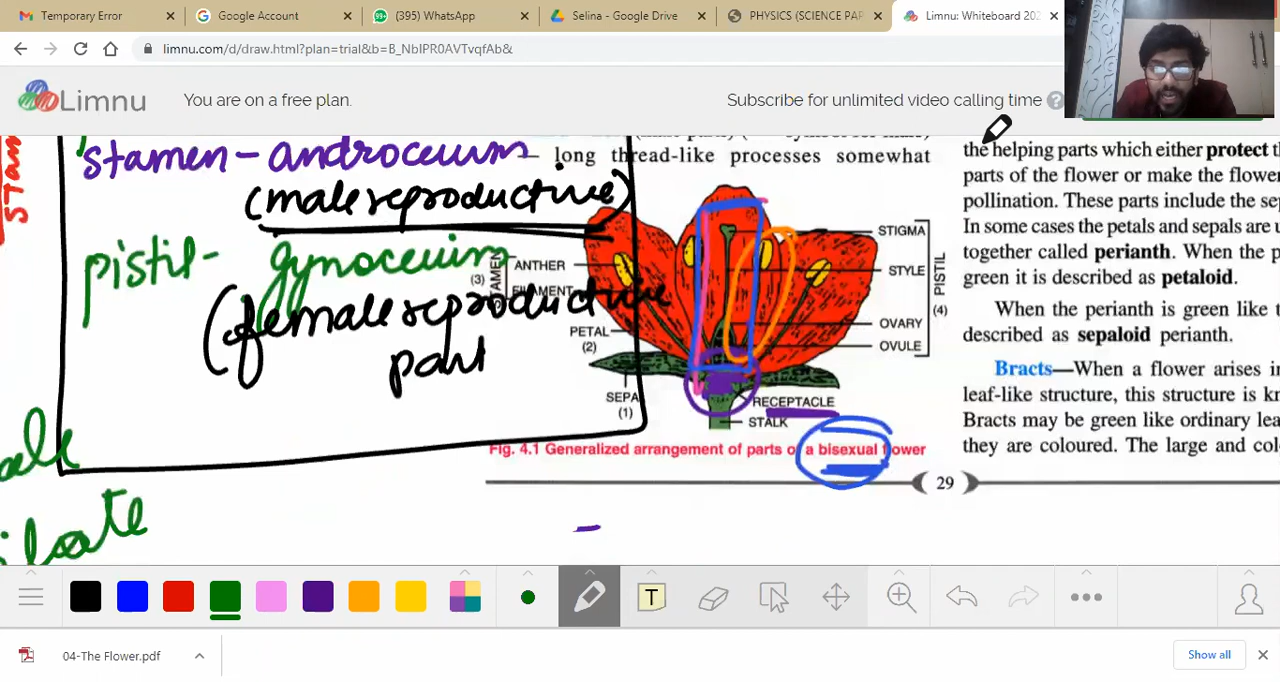 Temporary Error
Google Account
99+
(395) WhatsApp
Selina - Google Drive
PHYSICS (SCIENCE PAP
Limnu: Whiteboard 202
limnu.com/d/draw.html?plan=trial&b=B_NbIPR0AVTvqfAb&
Limnu
You are on a free plan.
Subscribe for unlimited video calling time
stamen - androceium
(male reproductive)
pistil - gynoceuim
(female reproductive
part
long thread-like processes somewhat
STIGMA
STYLE
OVARY
OVULE
PISTIL
(4)
ANTHER
FILAMENT
STAMEN
(3)
PETAL
(2)
SEPA
(1)
RECEPTACLE
STALK
Fig. 4.1 Generalized arrangement of parts of a bisexual flower
29
the helping parts which either protect t
parts of the flower or make the flower
pollination. These parts include the se
In some cases the petals and sepals are u
together called perianth. When the p
green it is described as petaloid.
When the perianth is green like
described as sepaloid perianth.
Bracts—When a flower arises in
leaf-like structure, this structure is kn
Bracts may be green like ordinary lea
they are coloured. The large and col
T
04-The Flower.pdf
Show all